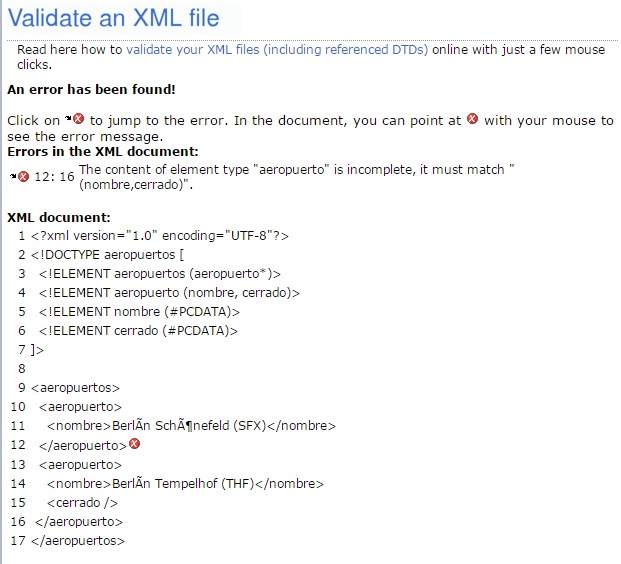 Validate an XML file
Read here how to validate your XML files (including referenced DTDs) online with just a few mouse
clicks.
An error has been found!
Click on to jump to the error. In the document, you can point at with your mouse to
see the error message.
Errors in the XML document:
12: 16 The content of element type "aeropuerto" is incomplete, it must match "
(nombre,cerrado)".
XML document:
1 <?xml version="1.0" encoding="UTF-8"?>
2 <!DOCTYPE aeropuertos [
3 <!ELEMENT aeropuertos (aeropuerto*)>
4 <!ELEMENT aeropuerto (nombre, cerrado)>
5 <!ELEMENT nombre (#PCDATA)>
6 <!ELEMENT cerrado (#PCDATA)>
7 ]>
8
9 <aeropuertos>
10 <aeropuerto>
11 <nombre>BerlÃn SchÃ¶nefeld (SFX)</nombre>
12 </aeropuerto>
13 <aeropuerto>
14 <nombre>BerlÃn Tempelhof (THF)</nombre>
15 <cerrado />
16 </aeropuerto>
17 </aeropuertos>